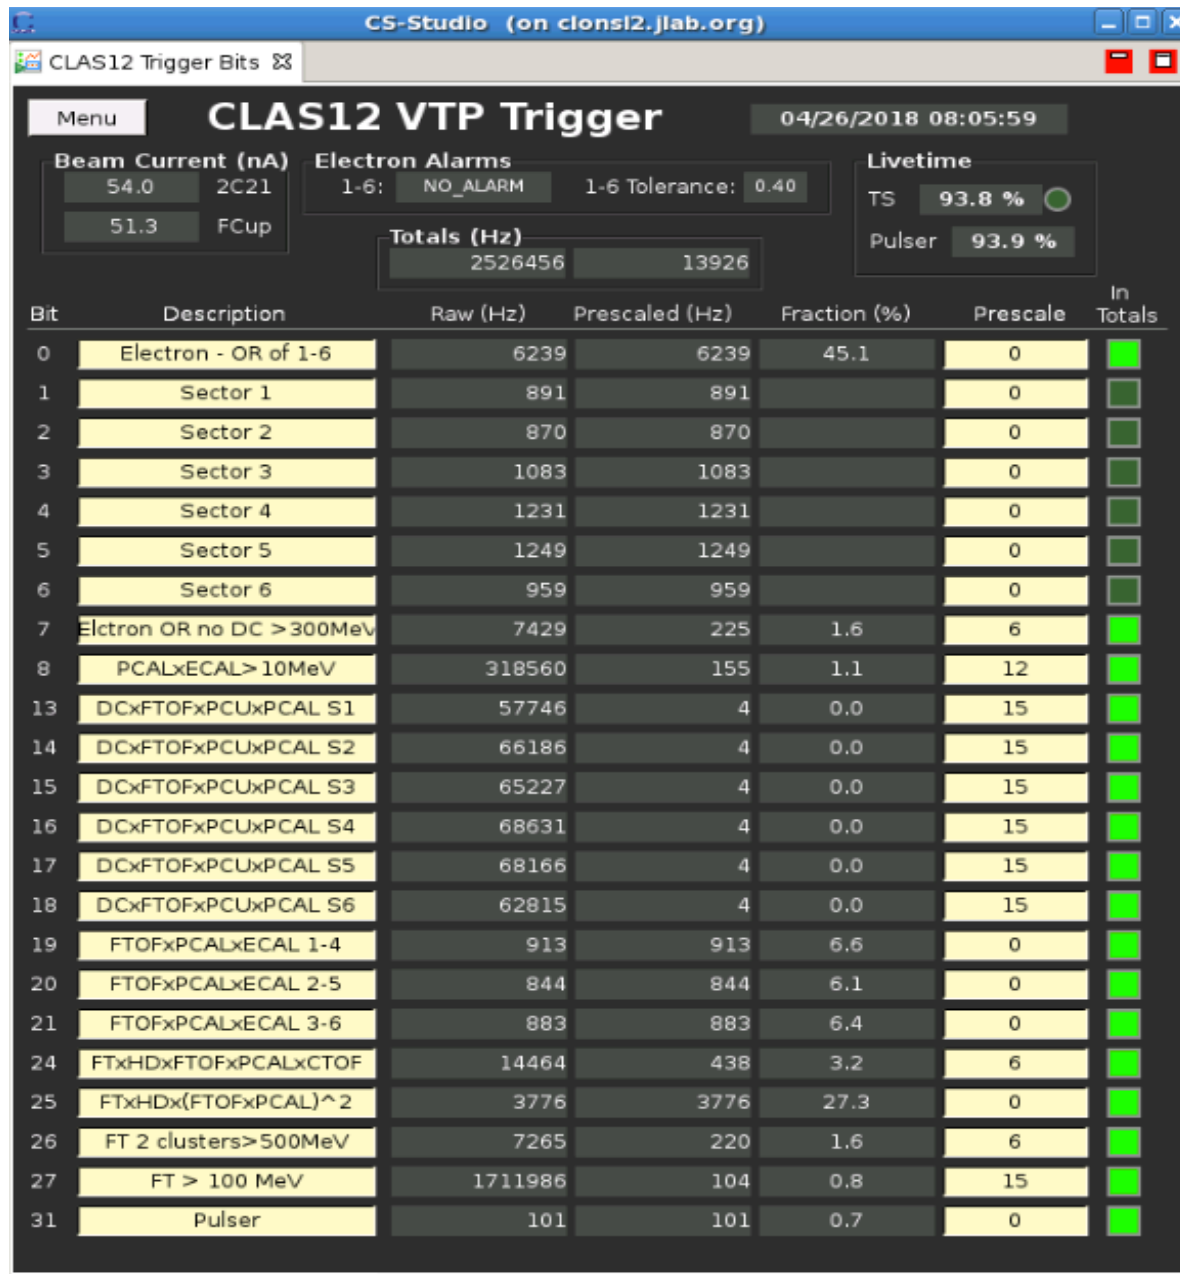 CS-Studio (on clonsl2.jlab.org)
CLAS12 Trigger Bits
Menu CLAS12 VTP Trigger 04/26/2018 08:05:59
Beam Current (nA) Electron Alarms Livetime
54.0 2C21 1-6: NO_ALARM 1-6 Tolerance: 0.40 TS 93.8 %
51.3 FCup Totals (Hz) Pulser 93.9 %
2526456 13926
Bit Description Raw (Hz) Prescaled (Hz) Fraction (%) Prescale In Totals
0 Electron - OR of 1-6 6239 6239 45.1 0
1 Sector 1 891 891 0
2 Sector 2 870 870 0
3 Sector 3 1083 1083 0
4 Sector 4 1231 1231 0
5 Sector 5 1249 1249 0
6 Sector 6 959 959 0
7 Elctron OR no DC >300MeV 7429 225 1.6 6
8 PCALxECAL>10MeV 318560 155 1.1 12
13 DCxFTOFxPCUxPCAL S1 57746 4 0.0 15
14 DCxFTOFxPCUxPCAL S2 66186 4 0.0 15
15 DCxFTOFxPCUxPCAL S3 65227 4 0.0 15
16 DCxFTOFxPCUxPCAL S4 68631 4 0.0 15
17 DCxFTOFxPCUxPCAL S5 68166 4 0.0 15
18 DCxFTOFxPCUxPCAL S6 62815 4 0.0 15
19 FTOFxPCALxECAL 1-4 913 913 6.6 0
20 FTOFxPCALxECAL 2-5 844 844 6.1 0
21 FTOFxPCALxECAL 3-6 883 883 6.4 0
24 FTxHDxFTOFxPCALxCTOF 14464 438 3.2 6
25 FTxHDx(FTOFxPCAL)^2 3776 3776 27.3 0
26 FT 2 clusters>500MeV 7265 220 1.6 6
27 FT > 100 MeV 1711986 104 0.8 15
31 Pulser 101 101 0.7 0